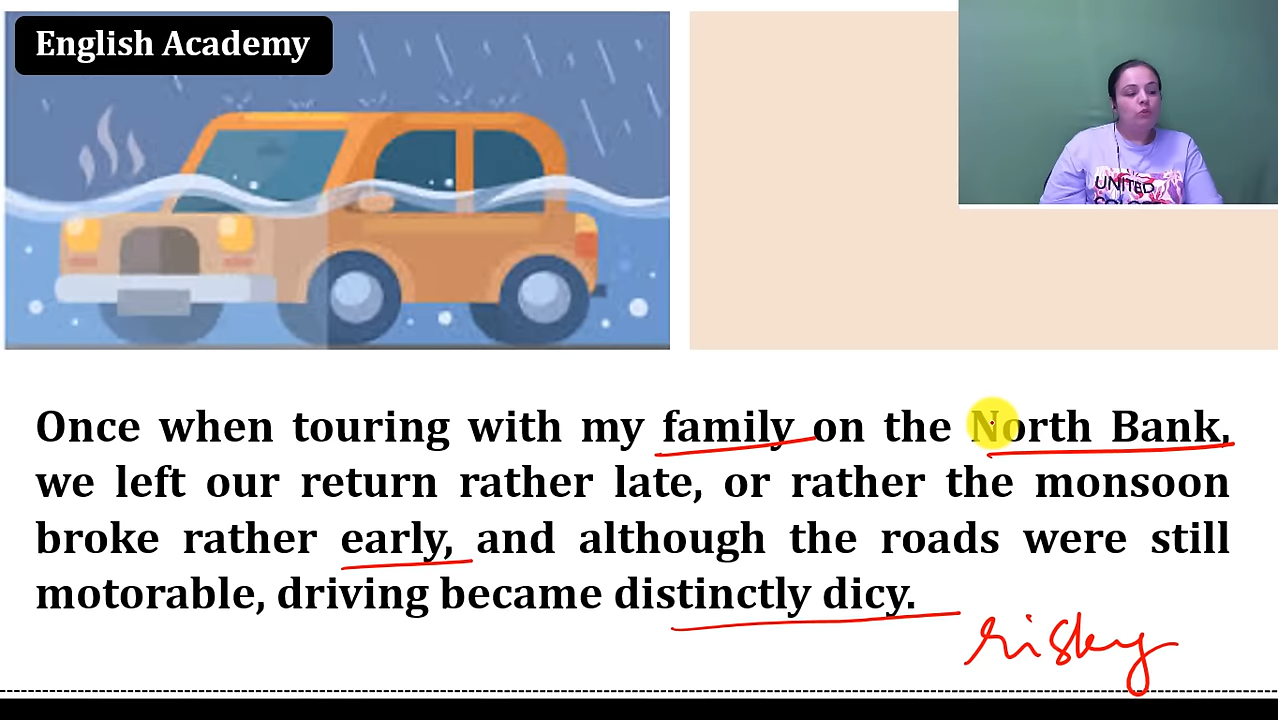 English Academy
UNITED
Once when touring with my family on the North Bank,
we left our return rather late, or rather the monsoon
broke rather early, and although the roads were still
motorable, driving became distinctly dicy.
risky